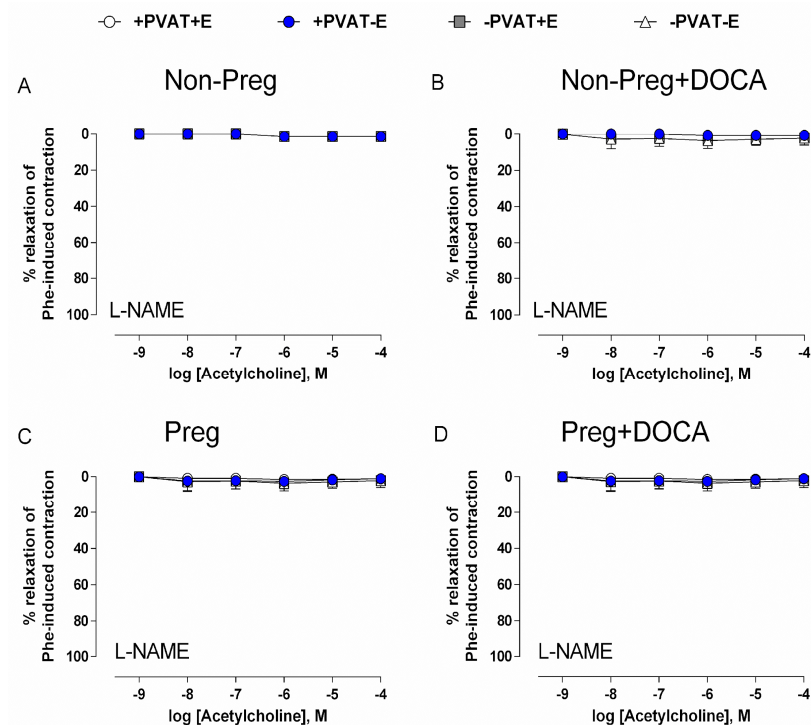 +PVAT+E +PVAT-E -PVAT+E -PVAT-E
A Non-Preg
% relaxation of
Phe-induced contraction
0
20
40
60
80
100
L-NAME
-9 -8 -7 -6 -5 -4
log [Acetylcholine], M
B Non-Preg+DOCA
% relaxation of
Phe-induced contraction
0
20
40
60
80
100
L-NAME
-9 -8 -7 -6 -5 -4
log [Acetylcholine], M
C Preg
% relaxation of
Phe-induced contraction
0
20
40
60
80
100
L-NAME
-9 -8 -7 -6 -5 -4
log [Acetylcholine], M
D Preg+DOCA
% relaxation of
Phe-induced contraction
0
20
40
60
80
100
L-NAME
-9 -8 -7 -6 -5 -4
log [Acetylcholine], M